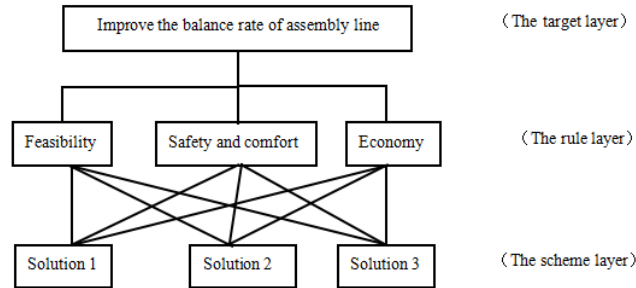 Improve the balance rate of assembly line （The target layer）
Feasibility Safety and comfort Economy （The rule layer）
Solution 1 Solution 2 Solution 3 （The scheme layer）